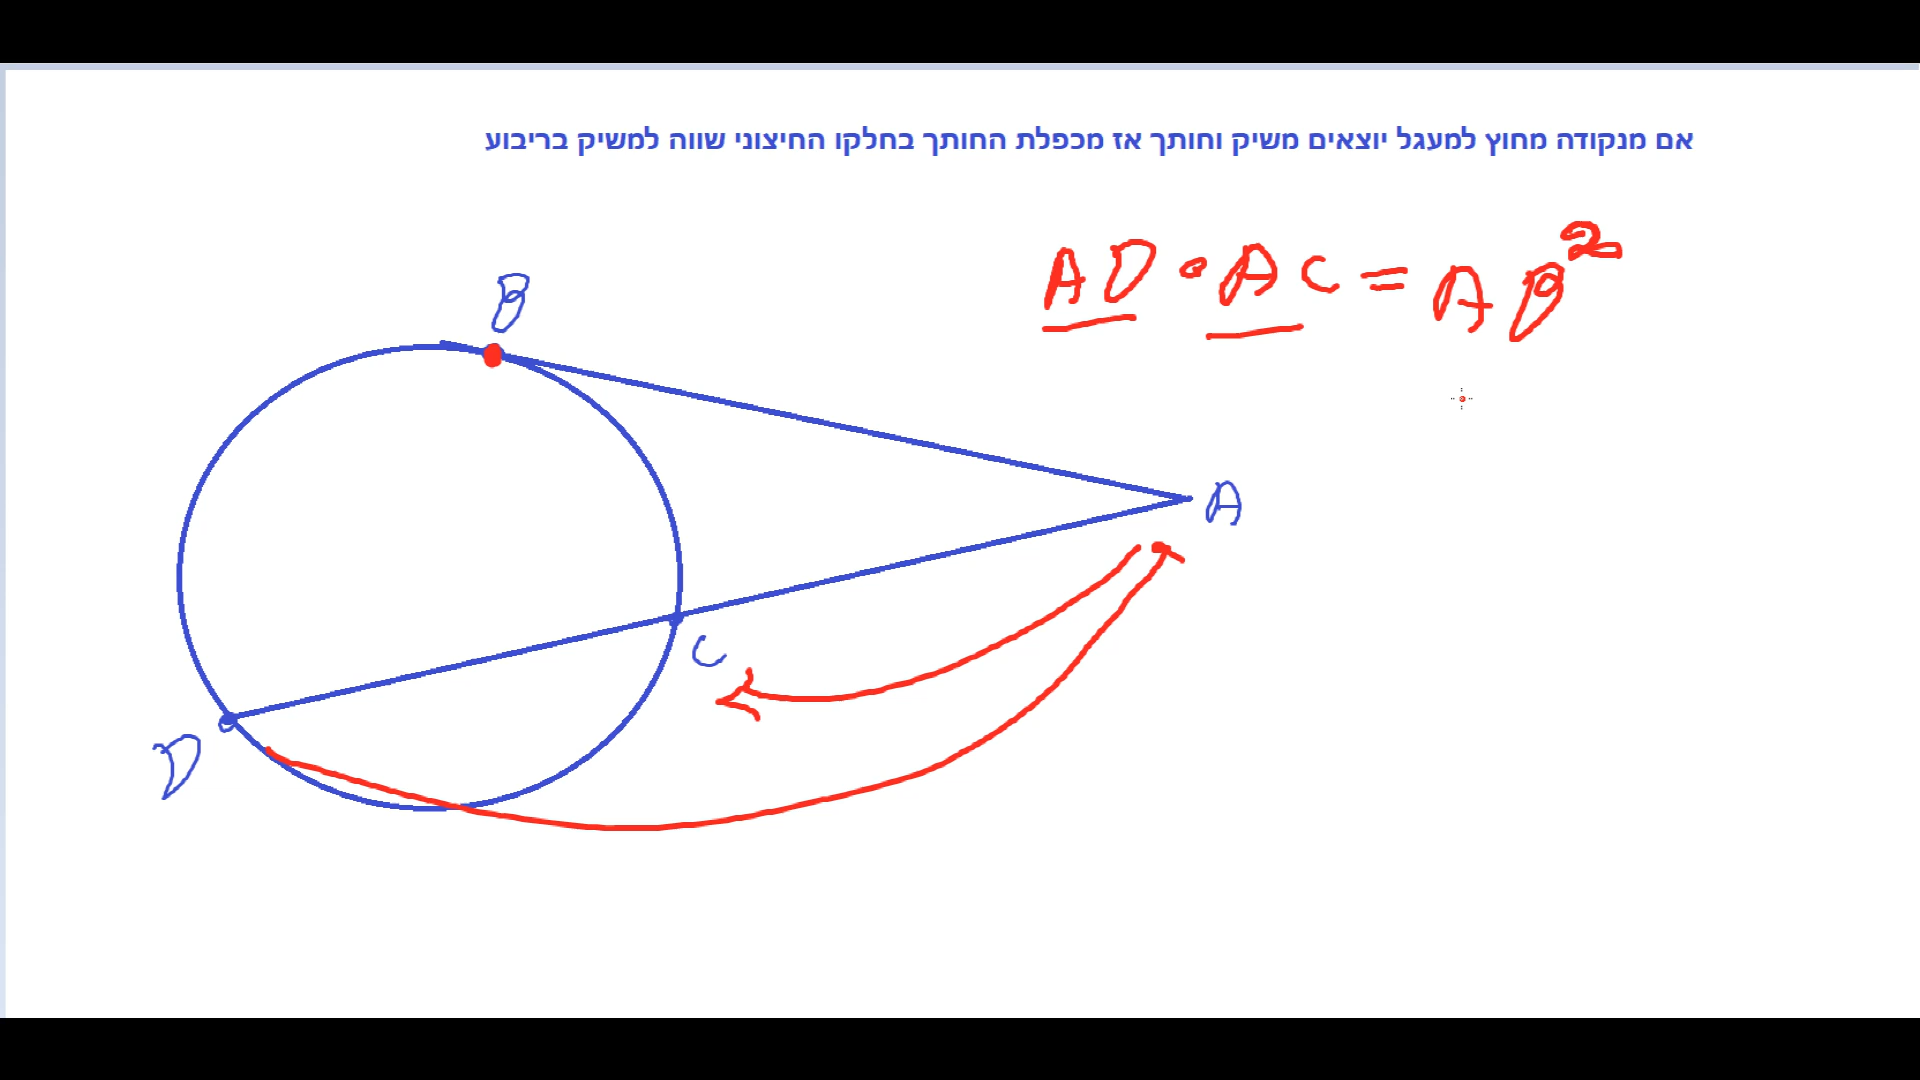 אם מנקודה מחוץ למעגל יוצאים משיק וחותך אז מכפלת החותך בחלקו החיצוני שווה למשיק בריבוע
AD • AC = AB²
B
A
C
D